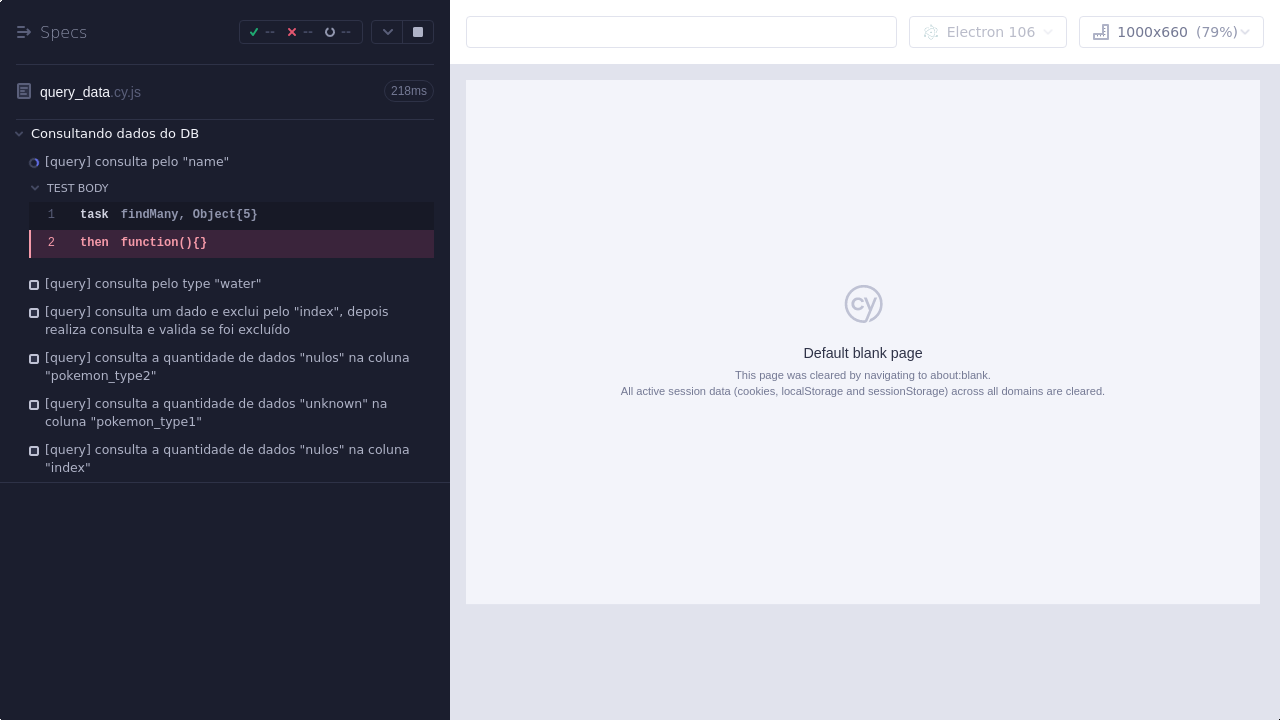 Specs
--
--
--
query_data.cy.js
218ms
Consultando dados do DB
[query] consulta pelo "name"
TEST BODY
1 task findMany, Object{5}
2 then function(){}
[query] consulta pelo type "water"
[query] consulta um dado e exclui pelo "index", depois
realiza consulta e valida se foi excluído
[query] consulta a quantidade de dados "nulos" na coluna
"pokemon_type2"
[query] consulta a quantidade de dados "unknown" na
coluna "pokemon_type1"
[query] consulta a quantidade de dados "nulos" na coluna
"index"
Electron 106
1000x660 (79%)
cy
Default blank page
This page was cleared by navigating to about:blank.
All active session data (cookies, localStorage and sessionStorage) across all domains are cleared.